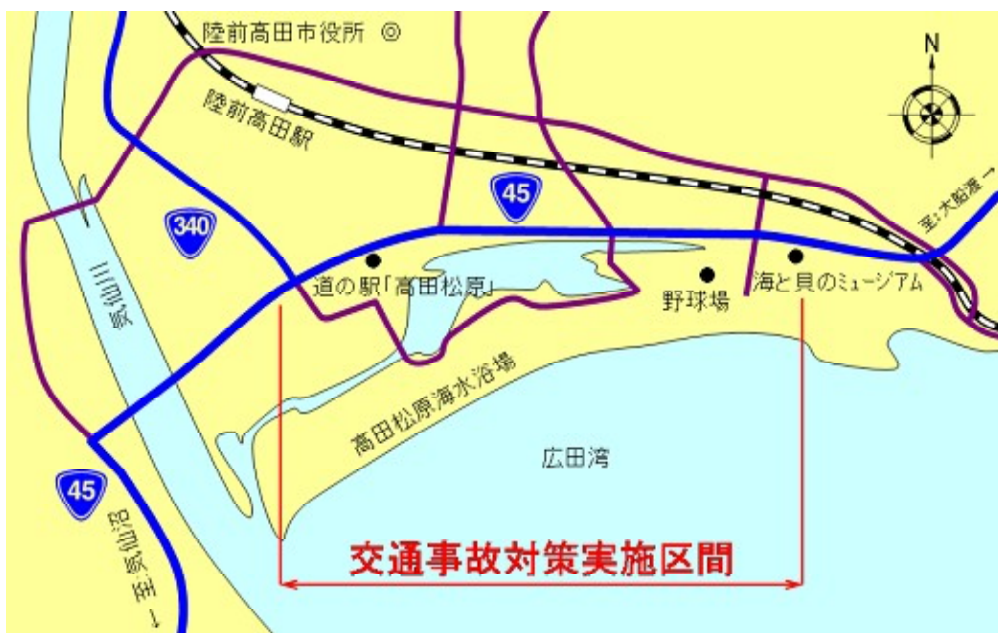 陸前高田市役所 ◎
N
陸前高田駅
45
至:大船渡→
340
道の駅｢高田松原｣
海と貝のミュージアム
野球場
気仙川
高田松原海水浴場
広田湾
45
←至:気仙沼
交通事故対策実施区間